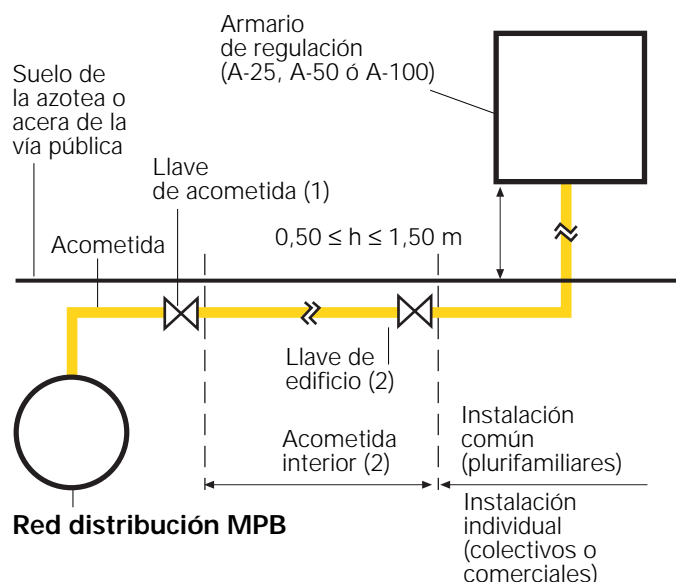 Armario
de regulación
(A-25, A-50 ó A-100)
Suelo de
la azotea o
acera de la
vía pública
Llave
de acometida (1)
Acometida
0,50 ≤ h ≤ 1,50 m
Llave de
edificio (2)
Acometida
interior (2)
Instalación
común
(plurifamiliares)
Instalación
individual
(colectivos o
comerciales)
Red distribución MPB